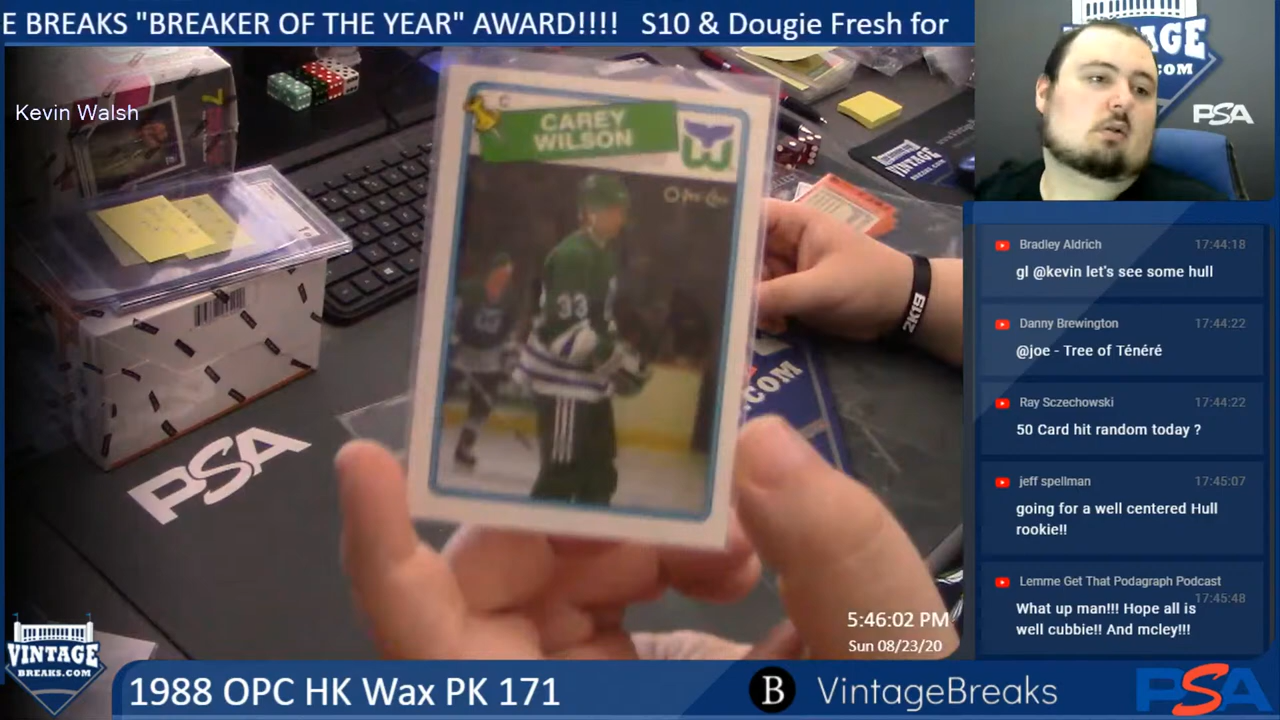 E BREAKS "BREAKER OF THE YEAR" AWARD!!!!   S10 & Dougie Fresh for
Kevin Walsh
C
CAREY
WILSON
O-Pee-Chee
33
PSA
2K19
.COM
VINTAGE
BREAKS.COM
AGE
.COM
PSA
Bradley Aldrich 17:44:18
gl @kevin let's see some hull
Danny Brewington 17:44:22
@joe - Tree of Ténéré
Ray Sczechowski 17:44:22
50 Card hit random today ?
jeff spellman 17:45:07
going for a well centered Hull
rookie!!
Lemme Get That Podagraph Podcast
17:45:48
What up man!!! Hope all is
well cubbie!! And mcley!!!
5:46:02 PM
Sun 08/23/20
VINTAGE
BREAKS.COM
1988 OPC HK Wax PK 171
B VintageBreaks
PSA